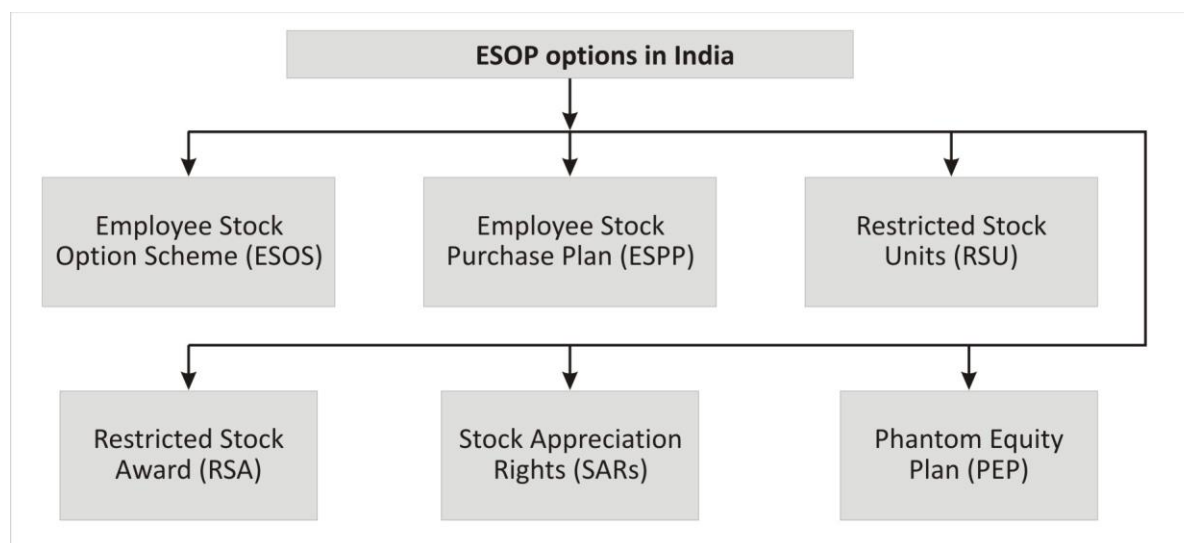 ESOP options in India
Employee Stock
Option Scheme (ESOS)
Employee Stock
Purchase Plan (ESPP)
Restricted Stock
Units (RSU)
Restricted Stock
Award (RSA)
Stock Appreciation
Rights (SARs)
Phantom Equity
Plan (PEP)